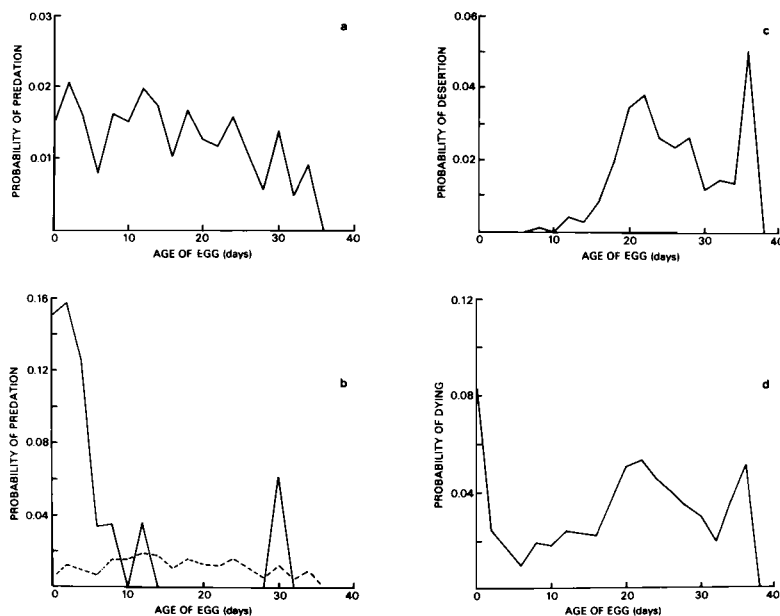 0.03
a
0.02
0.01
PROBABILITY OF PREDATION
0
10
20
30
40
AGE OF EGG (days)
0.06
c
0.04
0.02
PROBABILITY OF DESERTION
0
10
20
30
40
AGE OF EGG (days)
0.16
b
0.12
0.08
0.04
PROBABILITY OF PREDATION
0
10
20
30
40
AGE OF EGG (days)
0.12
d
0.08
0.04
PROBABILITY OF DYING
0
10
20
30
40
AGE OF EGG (days)